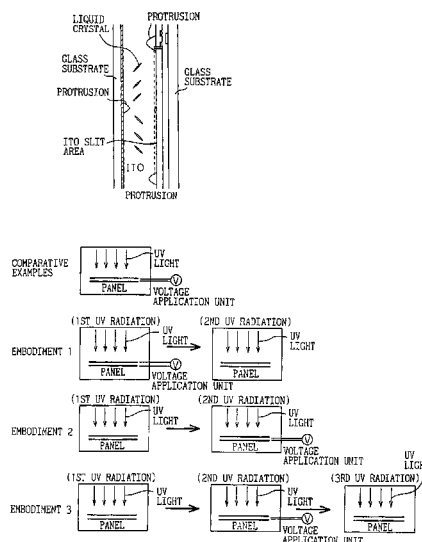 PROTRUSION
LIQUID
CRYSTAL
GLASS
SUBSTRATE
GLASS
SUBSTRATE
PROTRUSION
ITO SLIT
AREA
ITO
PROTRUSION
COMPARATIVE
EXAMPLES
UV
LIGHT
PANEL
V
VOLTAGE
APPLICATION UNIT
EMBODIMENT 1
(1ST UV RADIATION)
UV
LIGHT
PANEL
V
VOLTAGE
APPLICATION UNIT
(2ND UV RADIATION)
UV
LIGHT
PANEL
EMBODIMENT 2
(1ST UV RADIATION)
UV
LIGHT
PANEL
(2ND UV RADIATION)
UV
LIGHT
PANEL
V
VOLTAGE
APPLICATION UNIT
EMBODIMENT 3
(1ST UV RADIATION)
UV
LIGHT
PANEL
(2ND UV RADIATION)
UV
LIGHT
PANEL
V
VOLTAGE
APPLICATION UNIT
(3RD UV RADIATION)
UV
PANEL